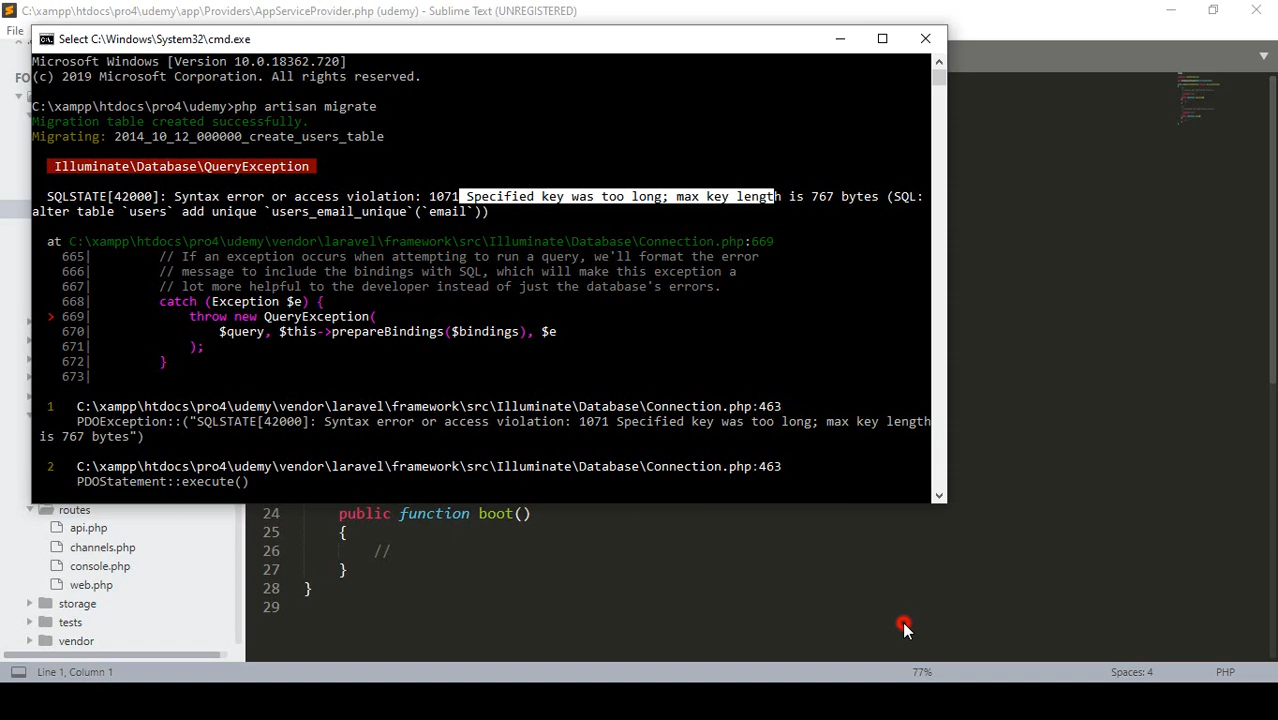 C:\xampp\htdocs\pro4\udemy\app\Providers\AppServiceProvider.php (udemy) - Sublime Text (UNREGISTERED)
File
Select C:\Windows\System32\cmd.exe
FO
Microsoft Windows [Version 10.0.18362.720]
(c) 2019 Microsoft Corporation. All rights reserved.
C:\xampp\htdocs\pro4\udemy>php artisan migrate
Migration table created successfully.
Migrating: 2014_10_12_000000_create_users_table
Illuminate\Database\QueryException
SQLSTATE[42000]: Syntax error or access violation: 1071 Specified key was too long; max key length is 767 bytes (SQL:
alter table `users` add unique `users_email_unique`(`email`))
at C:\xampp\htdocs\pro4\udemy\vendor\laravel\framework\src\Illuminate\Database\Connection.php:669
665| // If an exception occurs when attempting to run a query, we'll format the error
666| // message to include the bindings with SQL, which will make this exception a
667| // lot more helpful to the developer instead of just the database's errors.
668| catch (Exception $e) {
> 669| throw new QueryException(
670| $query, $this->prepareBindings($bindings), $e
671| );
672| }
673|
1 C:\xampp\htdocs\pro4\udemy\vendor\laravel\framework\src\Illuminate\Database\Connection.php:463
PDOException::("SQLSTATE[42000]: Syntax error or access violation: 1071 Specified key was too long; max key length
is 767 bytes")
2 C:\xampp\htdocs\pro4\udemy\vendor\laravel\framework\src\Illuminate\Database\Connection.php:463
PDOStatement::execute()
routes
api.php
channels.php
console.php
web.php
storage
tests
vendor
24 public function boot()
25 {
26 //
27 }
28 }
29
Line 1, Column 1
77%
Spaces: 4
PHP